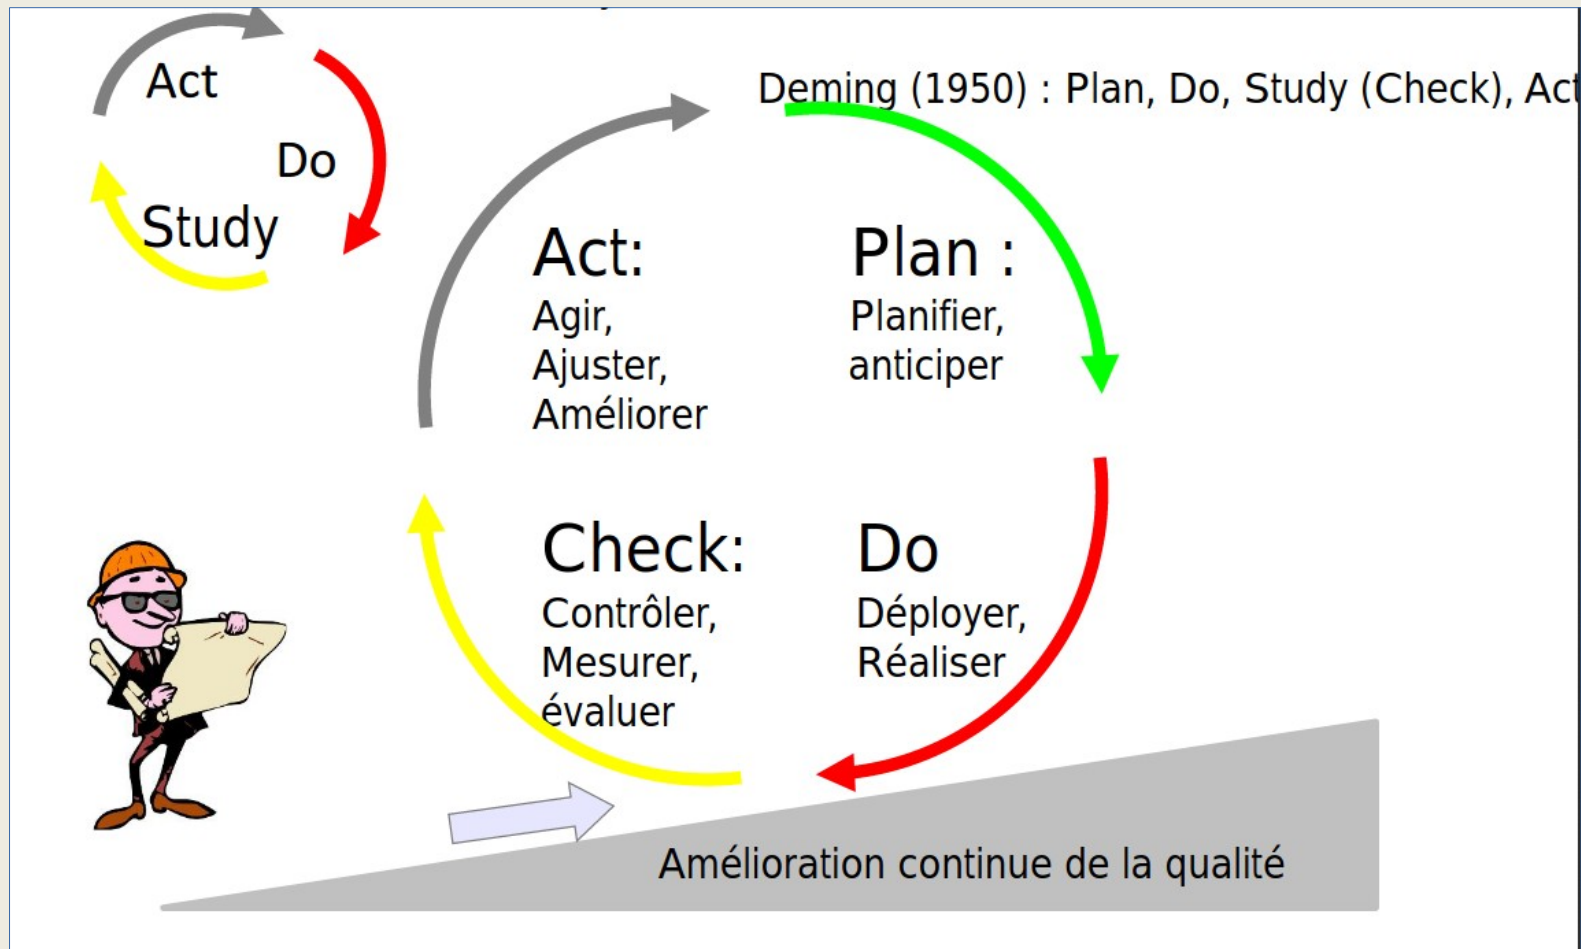 Act
Do
Study
Deming (1950) : Plan, Do, Study (Check), Act
Act:
Agir,
Ajuster,
Améliorer
Plan :
Planifier,
anticiper
Check:
Contrôler,
Mesurer,
évaluer
Do
Déployer,
Réaliser
Amélioration continue de la qualité